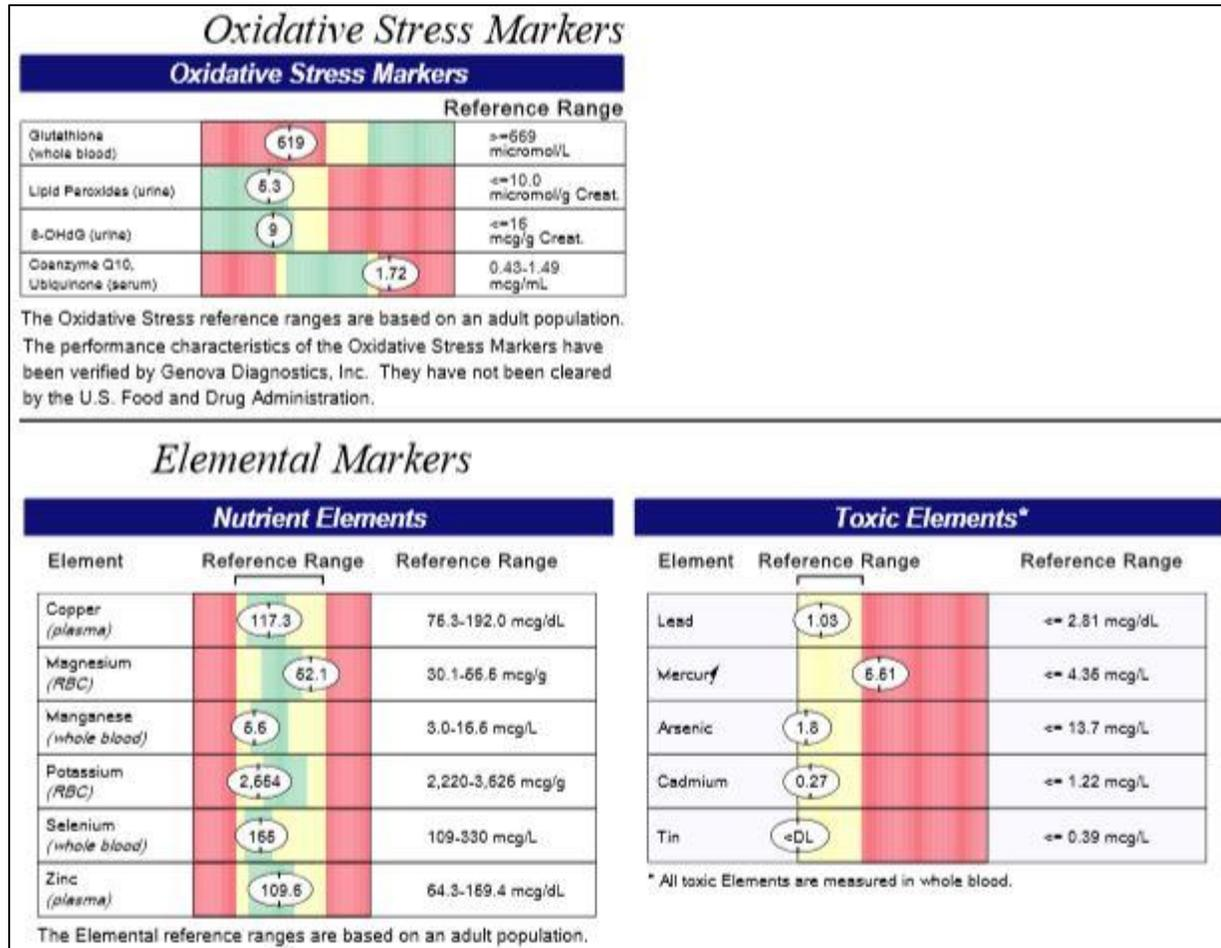 Oxidative Stress Markers
Oxidative Stress Markers
Reference Range
Glutathione
(whole blood)
619
>=669
micromol/L
Lipid Peroxides (urine)
5.3
<=10.0
micromol/g Creat.
8-OHdG (urine)
9
<=16
mcg/g Creat.
Coenzyme Q10,
Ubiquinone (serum)
1.72
0.43-1.49
mcg/mL
The Oxidative Stress reference ranges are based on an adult population.
The performance characteristics of the Oxidative Stress Markers have
been verified by Genova Diagnostics, Inc. They have not been cleared
by the U.S. Food and Drug Administration.
Elemental Markers
Nutrient Elements
Element Reference Range Reference Range
Copper
(plasma)
117.3
76.3-192.0 mcg/dL
Magnesium
(RBC)
52.1
30.1-56.5 mcg/g
Manganese
(whole blood)
5.6
3.0-16.5 mcg/L
Potassium
(RBC)
2,220-3,626 mcg/g
Selenium
(whole blood)
109-330 mcg/L
Zinc
(plasma)
109.6
64.3-159.4 mcg/dL
The Elemental reference ranges are based on an adult population.
Toxic Elements*
Element Reference Range Reference Range
Lead
1.03
<= 2.81 mcg/dL
Mercury
<= 4.35 mcg/L
Arsenic
1.8
<= 13.7 mcg/L
Cadmium
0.27
<= 1.22 mcg/L
Tin
<DL
<= 0.39 mcg/L
* All toxic Elements are measured in whole blood.